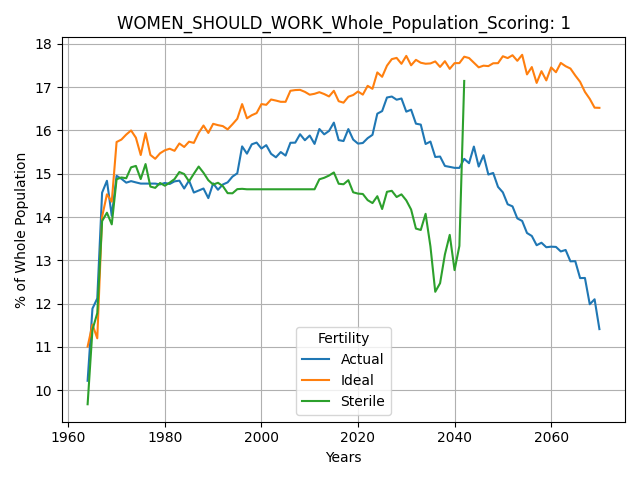 WOMEN_SHOULD_WORK_Whole_Population_Scoring: 1
% of Whole Population
18
17
16
15
14
13
12
11
10
Fertility
Actual
Ideal
Sterile
1960 1980 2000 2020 2040 2060
Years